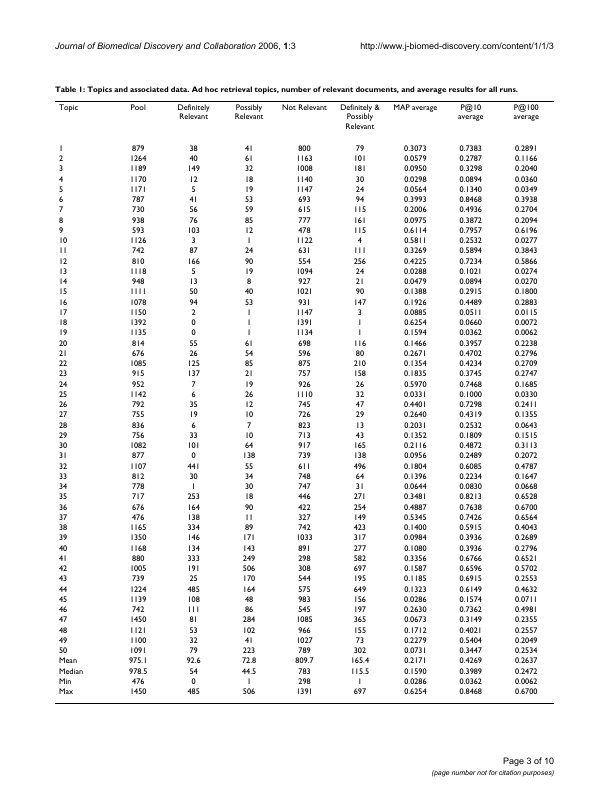 Journal of Biomedical Discovery and Collaboration 2006, 1:3 http://www.j-biomed-discovery.com/content/1/1/3
Table 1: Topics and associated data. Ad hoc retrieval topics, number of relevant documents, and average results for all runs.
Topic Pool Definitely Possibly Not Relevant Definitely & MAP average P@10 P@100
Relevant Relevant Possibly average average
Relevant
1 879 38 41 800 79 0.3073 0.7383 0.2891
2 1264 40 61 1163 101 0.0579 0.2787 0.1166
3 1189 149 32 1008 181 0.0950 0.3298 0.2040
4 1170 12 18 1140 30 0.0298 0.0894 0.0360
5 1171 5 19 1147 24 0.0564 0.1340 0.0349
6 787 41 53 693 94 0.3993 0.8468 0.3938
7 730 56 59 615 115 0.2006 0.4936 0.2704
8 938 76 85 777 161 0.0975 0.3872 0.2094
9 593 103 12 478 115 0.6114 0.7957 0.6196
10 1126 3 1 1122 4 0.5811 0.2532 0.0277
11 742 87 24 631 111 0.3269 0.5894 0.3843
12 810 166 90 554 256 0.4225 0.7234 0.5866
13 1118 5 19 1094 24 0.0288 0.1021 0.0274
14 948 13 8 927 21 0.0479 0.0894 0.0270
15 1111 50 40 1021 90 0.1388 0.2915 0.1800
16 1078 94 53 931 147 0.1926 0.4489 0.2883
17 1150 2 1 1147 3 0.0885 0.0511 0.0115
18 1392 0 1 1391 1 0.6254 0.0660 0.0072
19 1135 0 1 1134 1 0.1594 0.0362 0.0062
20 814 55 61 698 116 0.1466 0.3957 0.2238
21 676 26 54 596 80 0.2671 0.4702 0.2796
22 1085 125 85 875 210 0.1354 0.4234 0.2709
23 915 137 21 757 158 0.1835 0.3745 0.2747
24 952 7 19 926 26 0.5970 0.7468 0.1685
25 1142 6 26 1110 32 0.0331 0.1000 0.0330
26 792 35 12 745 47 0.4401 0.7298 0.2411
27 755 19 10 726 29 0.2640 0.4319 0.1355
28 836 6 7 823 13 0.2031 0.2532 0.0643
29 756 33 10 713 43 0.1352 0.1809 0.1515
30 1082 101 64 917 165 0.2116 0.4872 0.3113
31 877 0 138 739 138 0.0956 0.2489 0.2072
32 1107 441 55 611 496 0.1804 0.6085 0.4787
33 812 30 34 748 64 0.1396 0.2234 0.1647
34 778 1 30 747 31 0.0644 0.0830 0.0668
35 717 253 18 446 271 0.3481 0.8213 0.6528
36 676 164 90 422 254 0.4887 0.7638 0.6700
37 476 138 11 327 149 0.5345 0.7426 0.6564
38 1165 334 89 742 423 0.1400 0.5915 0.4043
39 1350 146 171 1033 317 0.0984 0.3936 0.2689
40 1168 134 143 891 277 0.1080 0.3936 0.2796
41 880 333 249 298 582 0.3356 0.6766 0.6521
42 1005 191 506 308 697 0.1587 0.6596 0.5702
43 739 25 170 544 195 0.1185 0.6915 0.2553
44 1224 485 164 575 649 0.1323 0.6149 0.4632
45 1139 108 48 983 156 0.0286 0.1574 0.0711
46 742 111 86 545 197 0.2630 0.7362 0.4981
47 1450 81 284 1085 365 0.0673 0.3149 0.2355
48 1121 53 102 966 155 0.1712 0.4021 0.2557
49 1100 32 41 1027 73 0.2279 0.5404 0.2049
50 1091 79 223 789 302 0.0731 0.3447 0.2534
Mean 975.1 92.6 72.8 809.7 165.4 0.2171 0.4269 0.2637
Median 978.5 54 44.5 783 115.5 0.1590 0.3989 0.2472
Min 476 0 1 298 1 0.0286 0.0362 0.0062
Max 1450 485 506 1391 697 0.6254 0.8468 0.6700
Page 3 of 10
(page number not for citation purposes)